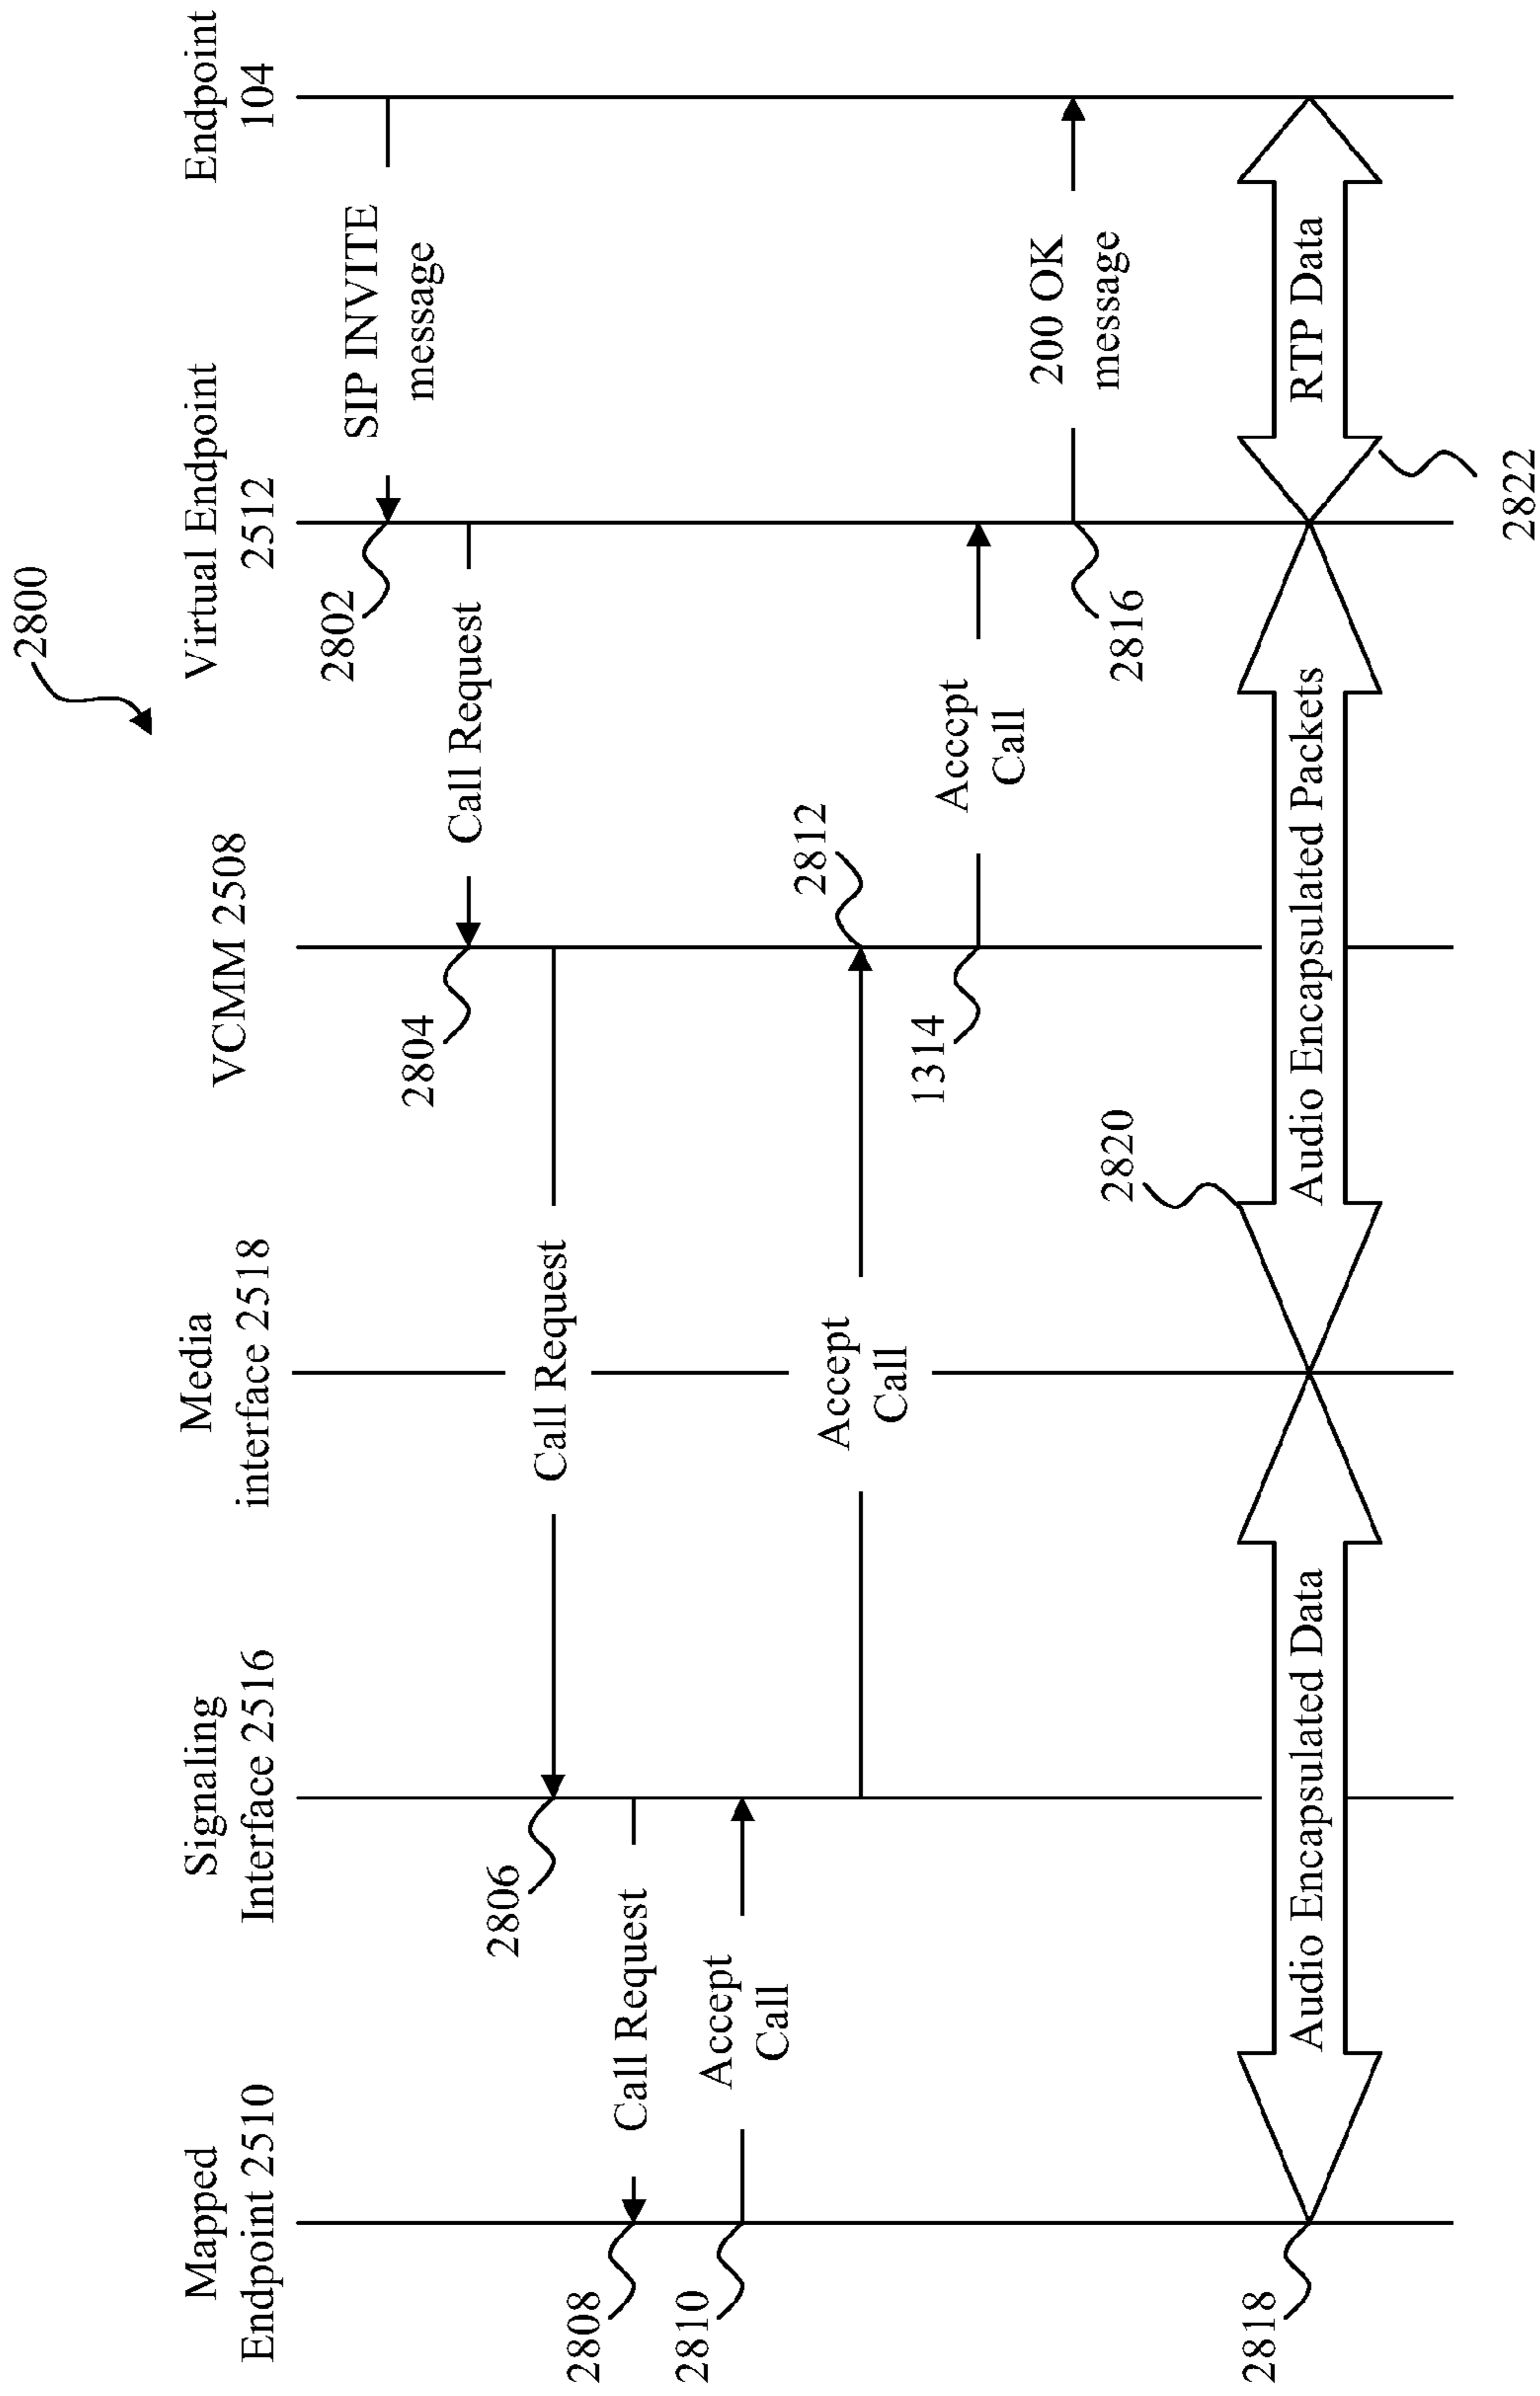 2800
Mapped
Endpoint 2510
Signaling
Interface 2516
Media
interface 2518
VCMM 2508
Virtual Endpoint
2512
Endpoint
104
2802
SIP INVITE
message
2804
Call Request
2806
Call Request
2808
Call Request
2810
Accept
Call
Accept
Call
2812
1314
Acccpt
Call
2816
200 OK
message
2818
Audio Encapsulated Data
2820
Audio Encapsulated Packets
RTP Data
2822